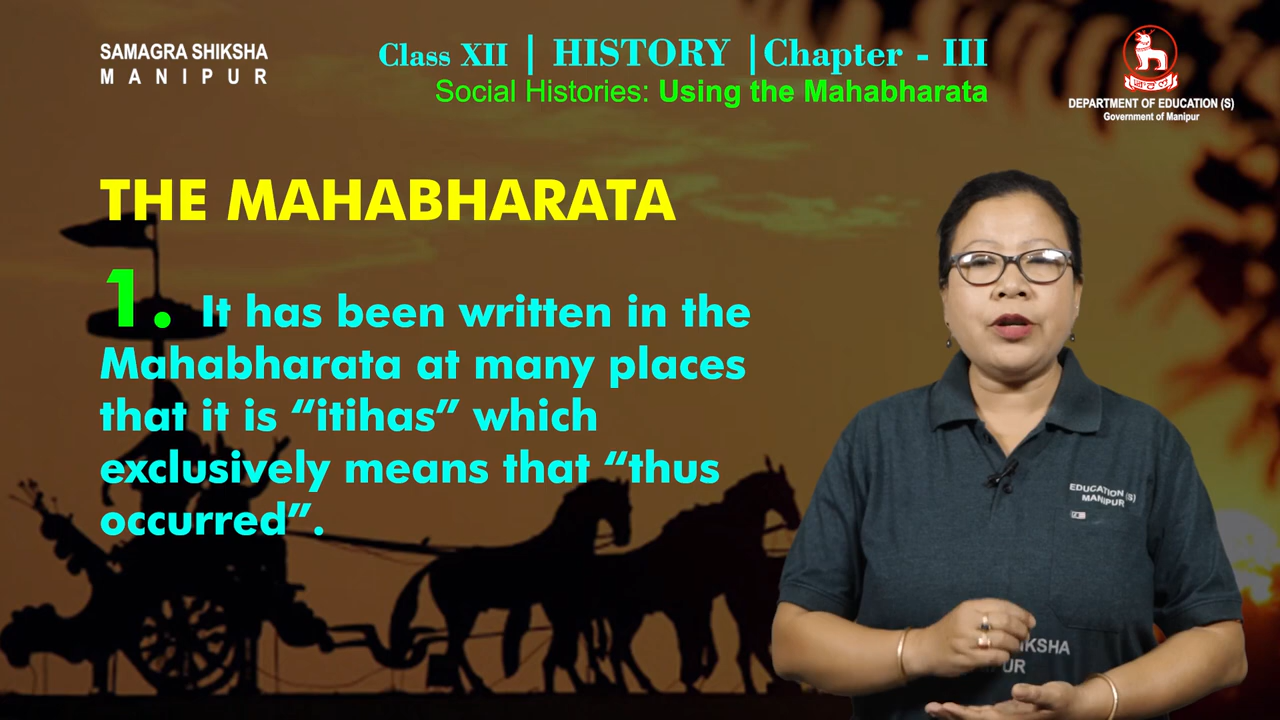 SAMAGRA SHIKSHA
MANIPUR
Class XII | HISTORY | Chapter - III
Social Histories: Using the Mahabharata
DEPARTMENT OF EDUCATION (S)
Government of Manipur
THE MAHABHARATA
1. It has been written in the
Mahabharata at many places
that it is “itihas” which
exclusively means that “thus
occurred”.
EDUCATION (S)
MANIPUR